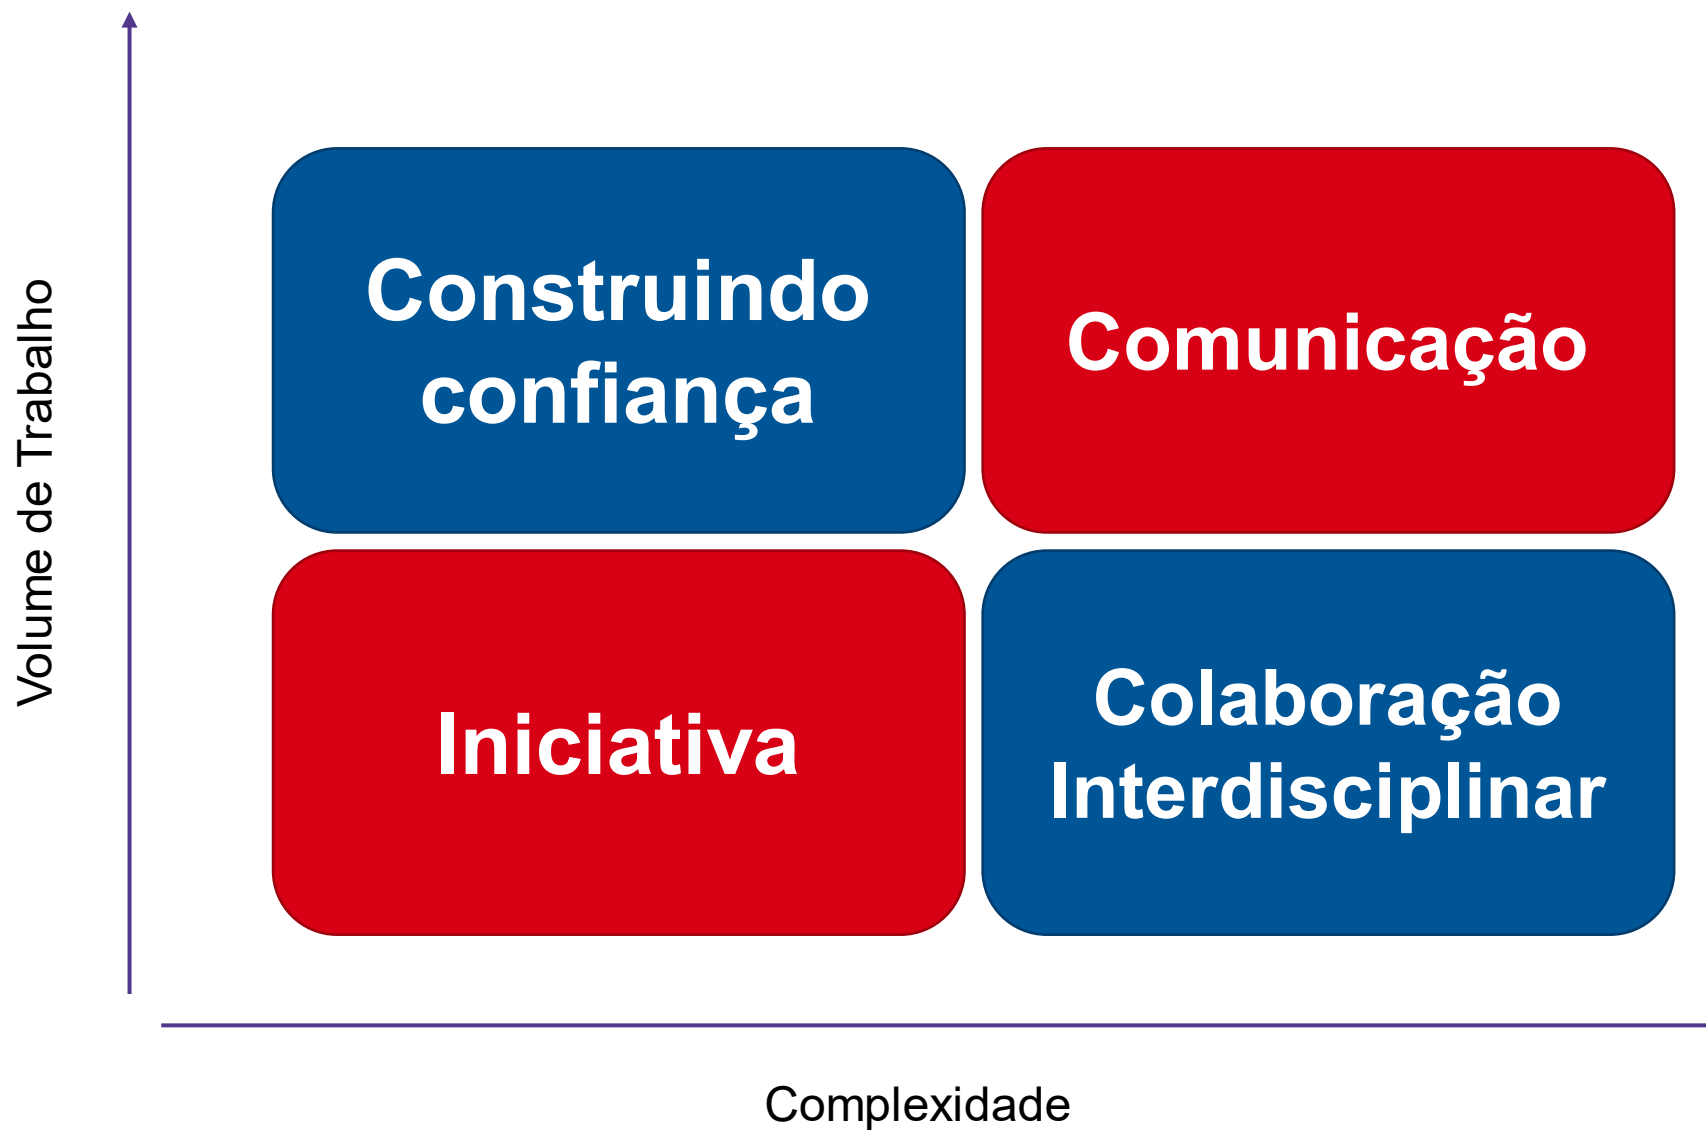 Volume de Trabalho
Construindo
confiança
Comunicação
Iniciativa
Colaboração
Interdisciplinar
Complexidade